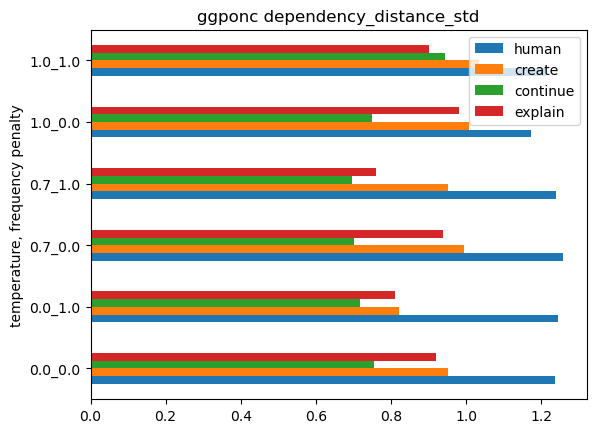 ggponc dependency_distance_std
human
create
continue
explain
temperature, frequency penalty
1.0_1.0
1.0_0.0
0.7_1.0
0.7_0.0
0.0_1.0
0.0_0.0
0.0 0.2 0.4 0.6 0.8 1.0 1.2